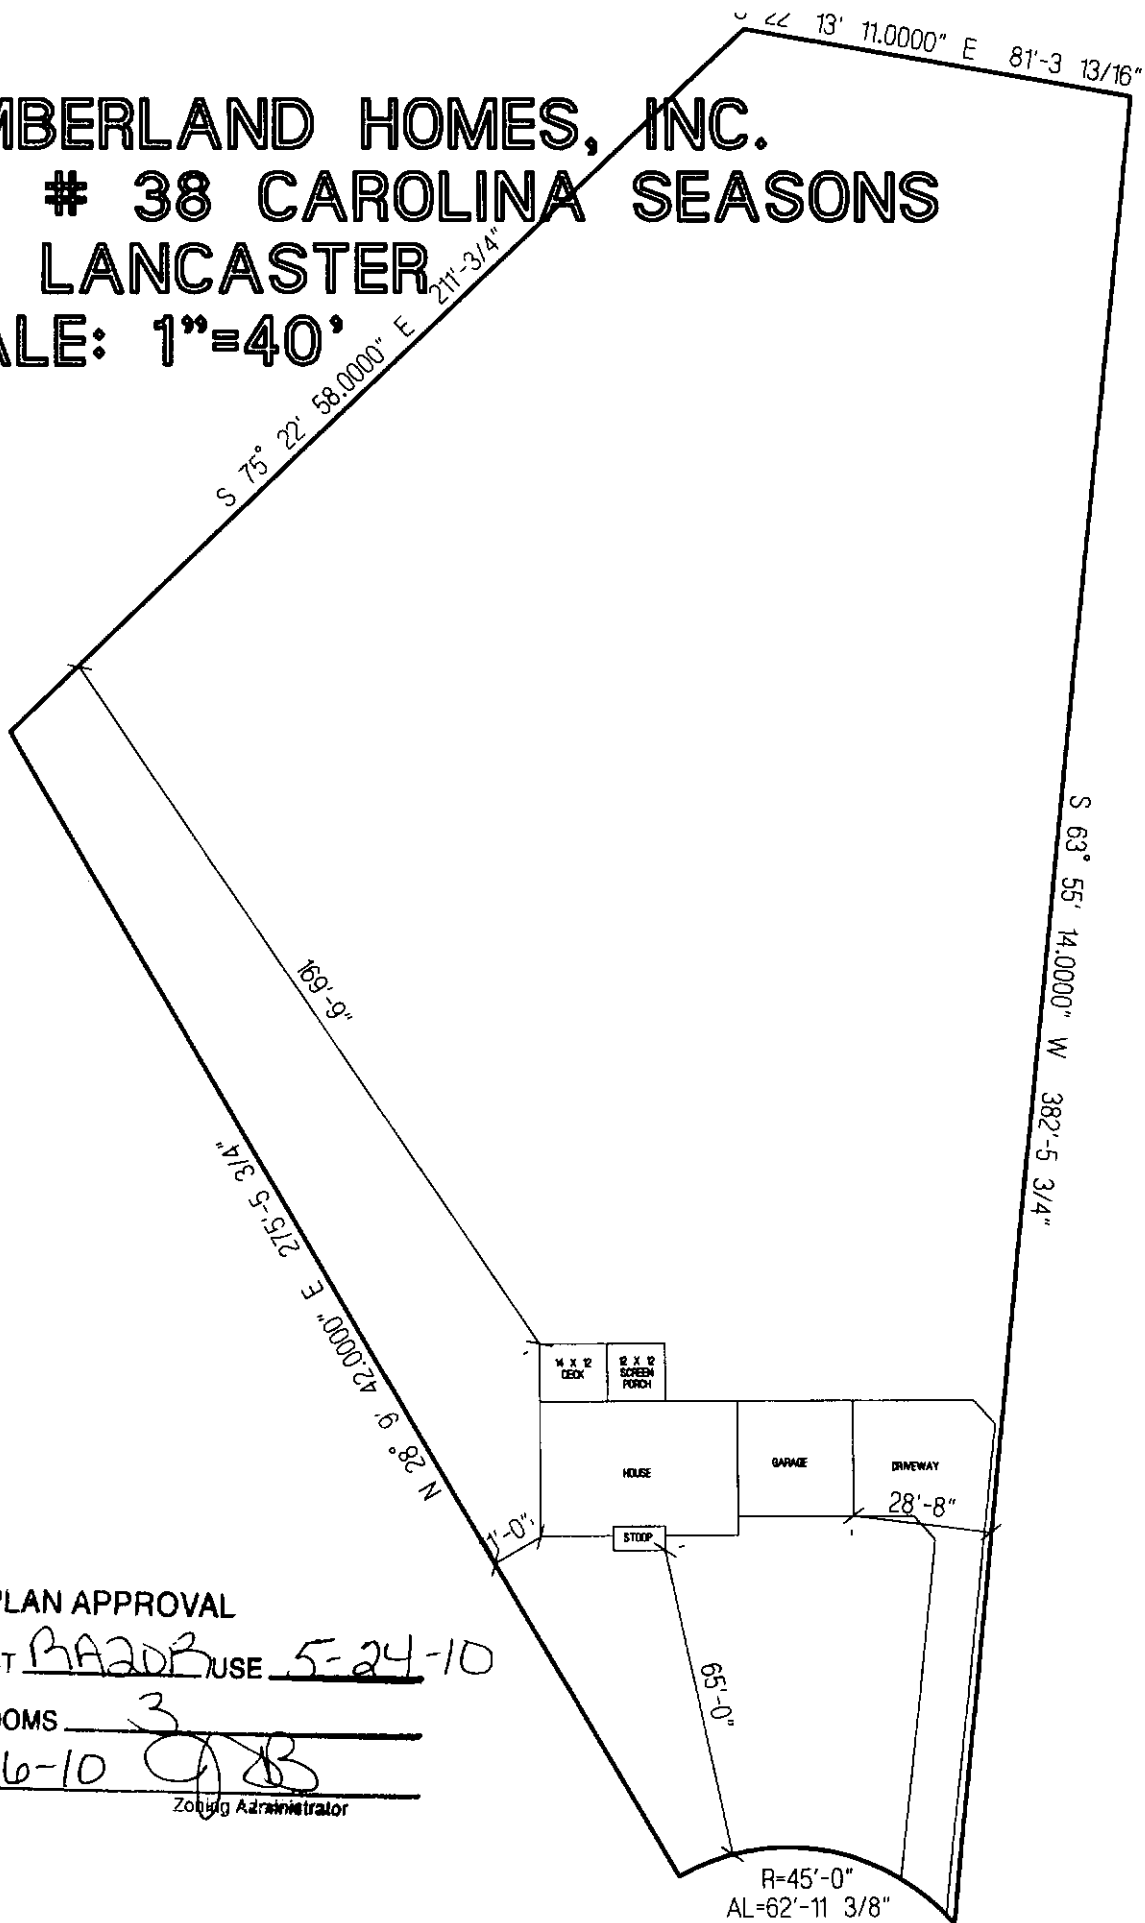 22 13' 11.0000" E 81'-3 13/16"
MBERLAND HOMES, INC.
# 38 CAROLINA SEASONS
LANCASTER
ALE: 1"=40'
S 75° 22' 58.0000" E 211'-3/4"
S 63° 55' 14.0000" W 382'-5 3/4"
169'-6"
N 28° 9' 42.0000" E 275'-5 3/4"
14 X 12
DECK
12 X 12
SCREEN
PORCH
HOUSE
GARAGE
DRIVEWAY
28'-8"
STOOP
1'-0"
65'-0"
PLAN APPROVAL
T RA20R USE 5-24-10
OOMS 3
6-10
Zoning Administrator
R=45'-0"
AL=62'-11 3/8"